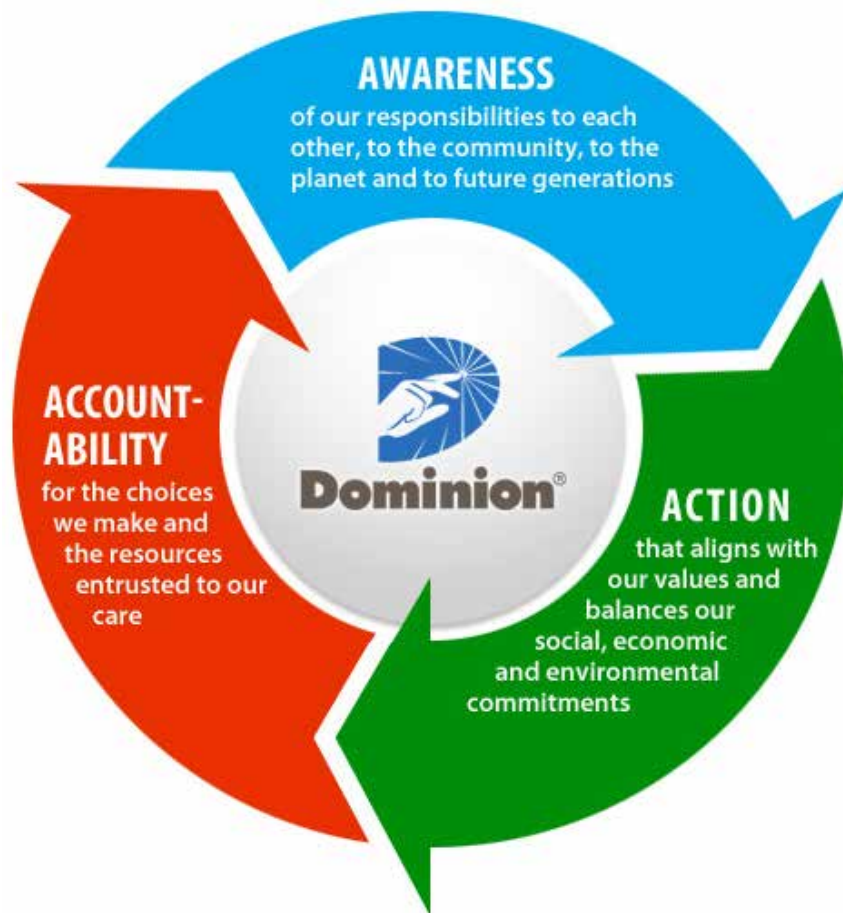 AWARENESS
of our responsibilities to each
other, to the community, to the
planet and to future generations
ACTION
that aligns with
our values and
balances our
social, economic
and environmental
commitments
ACCOUNT-
ABILITY
for the choices
we make and
the resources
entrusted to our
care
Dominion®